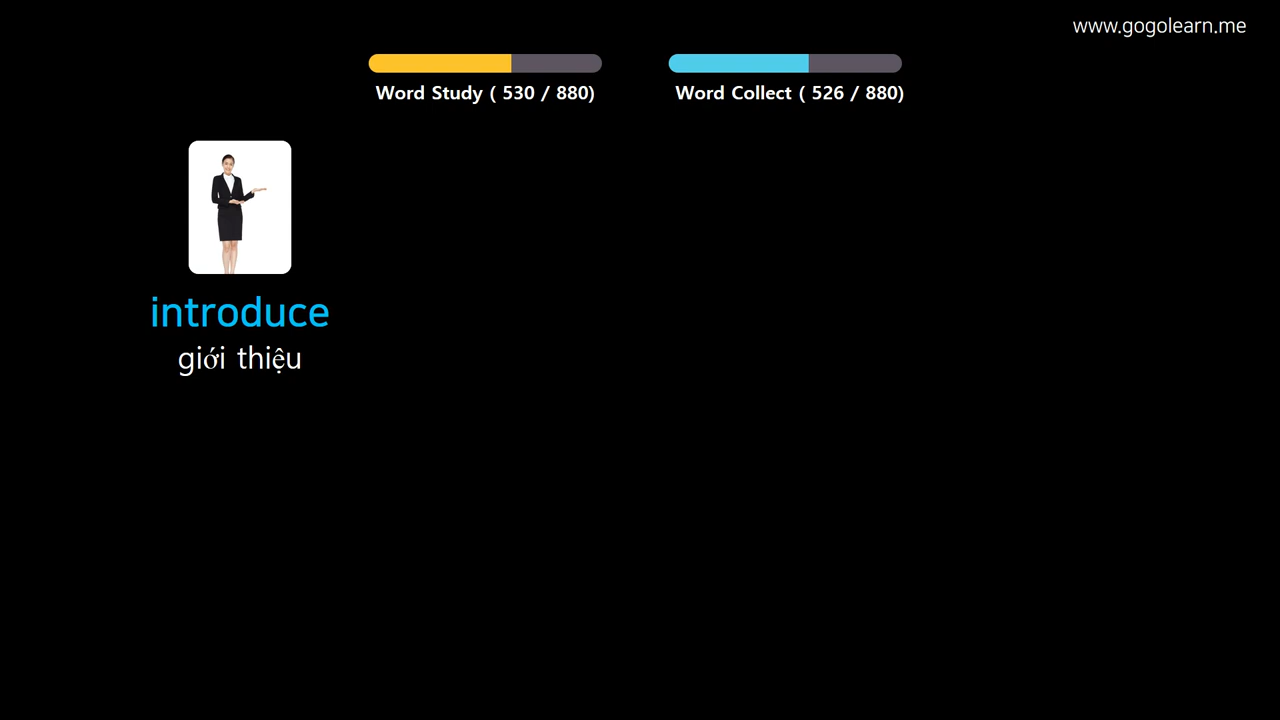 www.gogolearn.me
Word Study ( 530 / 880)
Word Collect ( 526 / 880)
introduce
giới thiệu